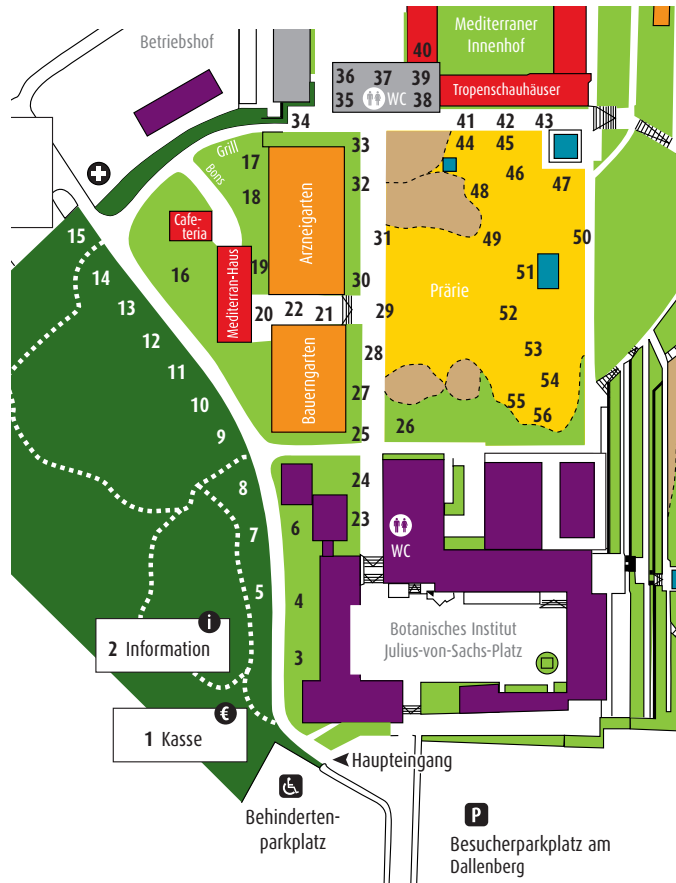 Betriebshof
Mediterraner
Innenhof
40
36 37 39
35 WC 38
Tropenschauhäuser
34
41 42 43
33
44 45
Grill
Bons
17
32
46
47
48
18
15
Cafe-
teria
31
49
50
Arzneigarten
14
16
19
Mediterran-Haus
30
51
Prärie
13
20
22
21
29
52
12
28
53
11
Bauerngarten
27
54
10
55
56
9
25
26
24
8
23
6
7
WC
5
4
Botanisches Institut
Julius-von-Sachs-Platz
i
2 Information
3
€
1 Kasse
Haupteingang
Behinderten-
parkplatz
P
Besucherparkplatz am
Dallenberg